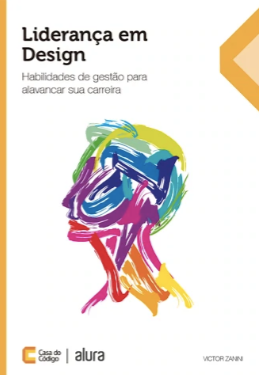 Liderança em
Design
Habilidades de gestão para
alavancar sua carreira
Casa do
Código
alura
VICTOR ZANINI